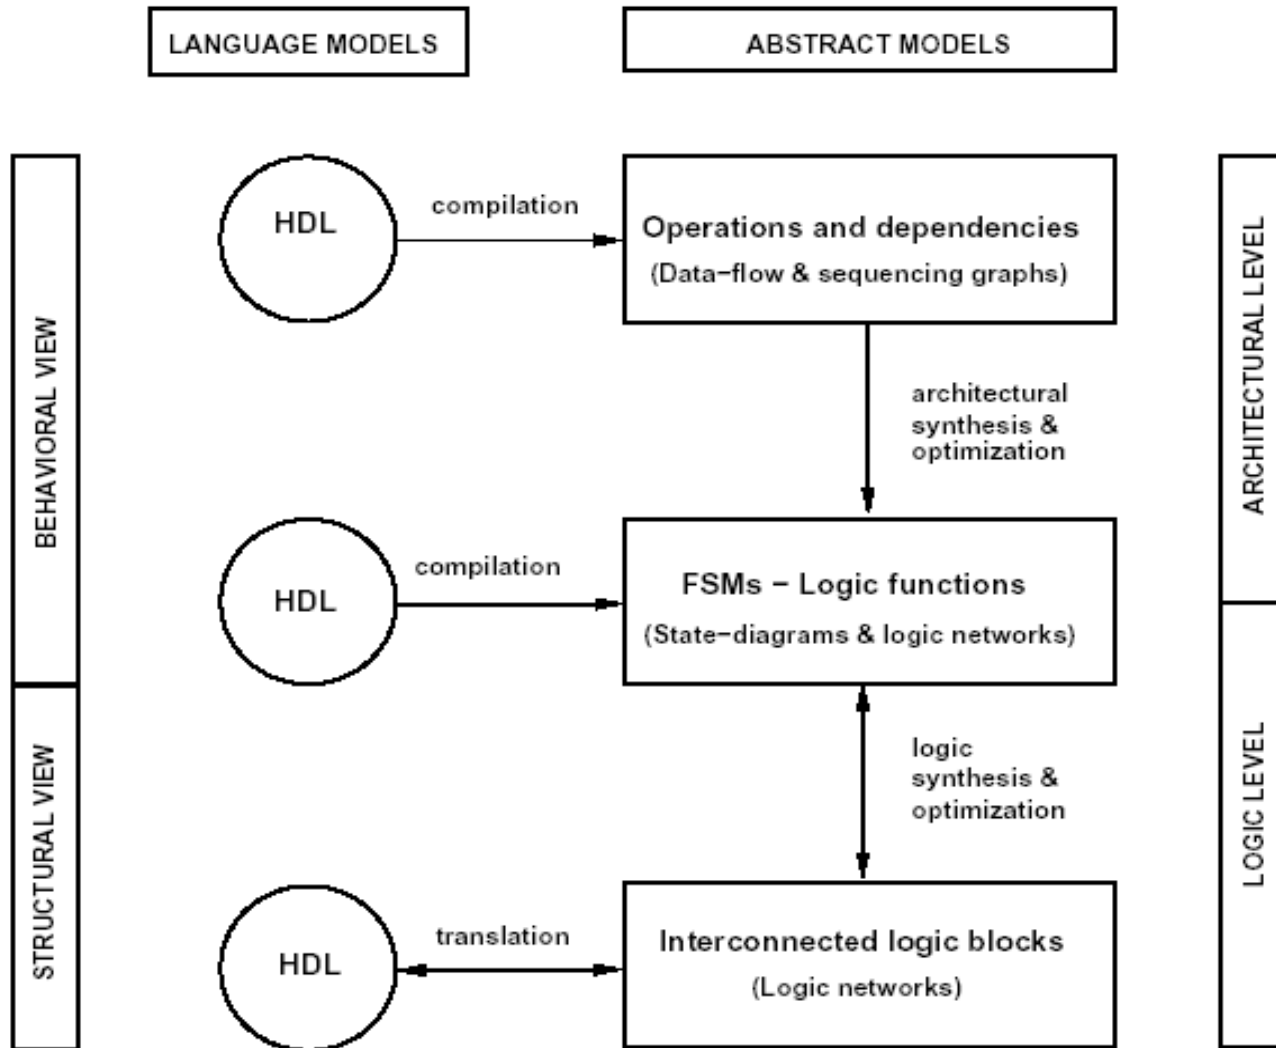 LANGUAGE MODELS
ABSTRACT MODELS
BEHAVIORAL VIEW
STRUCTURAL VIEW
HDL
compilation
Operations and dependencies
(Data−flow & sequencing graphs)
architectural
synthesis &
optimization
HDL
compilation
FSMs − Logic functions
(State−diagrams & logic networks)
logic
synthesis &
optimization
HDL
translation
Interconnected logic blocks
(Logic networks)
ARCHITECTURAL LEVEL
LOGIC LEVEL